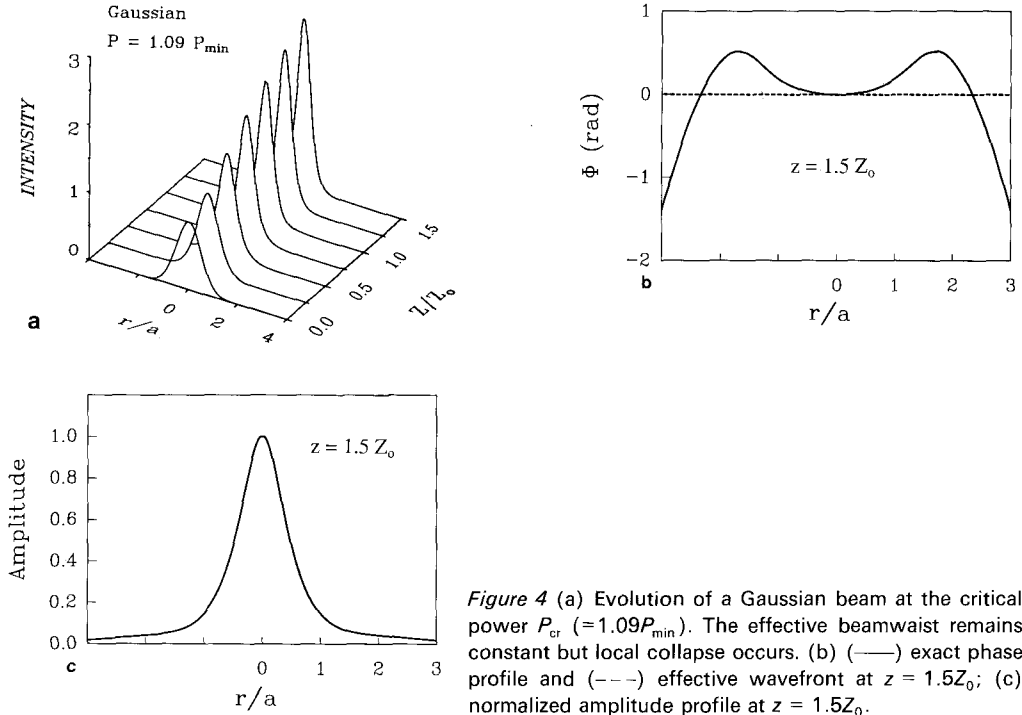 Gaussian
P = 1.09 P_min
INTENSITY
3
2
1
0
0
2
4
r/a
0.0
0.5
1.0
1.5
Z/Z_o
a
Φ (rad)
1
0
-1
-2
z = 1.5 Z_o
0
1
2
3
r/a
b
Amplitude
1.0
0.8
0.6
0.4
0.2
0.0
z = 1.5 Z_o
0
1
2
3
r/a
c
Figure 4 (a) Evolution of a Gaussian beam at the critical
power P_cr (=1.09P_min). The effective beamwaist remains
constant but local collapse occurs. (b) (——) exact phase
profile and (---) effective wavefront at z = 1.5Z_0; (c)
normalized amplitude profile at z = 1.5Z_0.